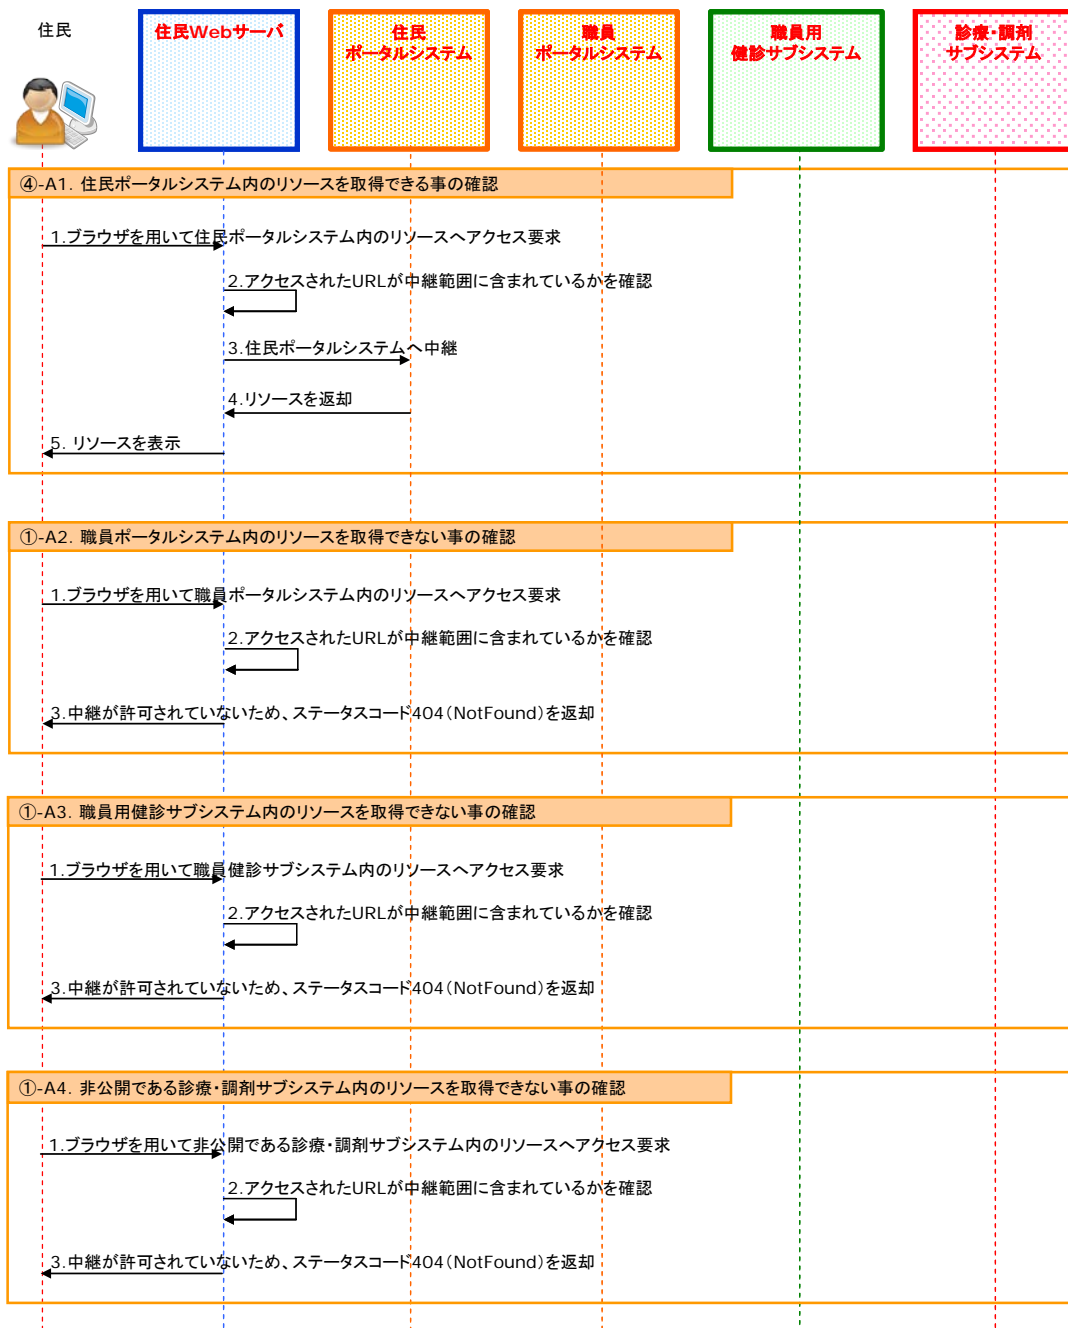 住民
住民Webサーバ
住民
ポータルシステム
職員
ポータルシステム
職員用
健診サブシステム
診療・調剤
サブシステム
④-A1. 住民ポータルシステム内のリソースを取得できる事の確認
1.ブラウザを用いて住民ポータルシステム内のリソースへアクセス要求
2.アクセスされたURLが中継範囲に含まれているかを確認
3.住民ポータルシステムへ中継
4.リソースを返却
5. リソースを表示
①-A2. 職員ポータルシステム内のリソースを取得できない事の確認
1.ブラウザを用いて職員ポータルシステム内のリソースへアクセス要求
2.アクセスされたURLが中継範囲に含まれているかを確認
3.中継が許可されていないため、ステータスコード404(NotFound)を返却
①-A3. 職員用健診サブシステム内のリソースを取得できない事の確認
1.ブラウザを用いて職員健診サブシステム内のリソースへアクセス要求
2.アクセスされたURLが中継範囲に含まれているかを確認
3.中継が許可されていないため、ステータスコード404(NotFound)を返却
①-A4. 非公開である診療・調剤サブシステム内のリソースを取得できない事の確認
1.ブラウザを用いて非公開である診療・調剤サブシステム内のリソースへアクセス要求
2.アクセスされたURLが中継範囲に含まれているかを確認
3.中継が許可されていないため、ステータスコード404(NotFound)を返却